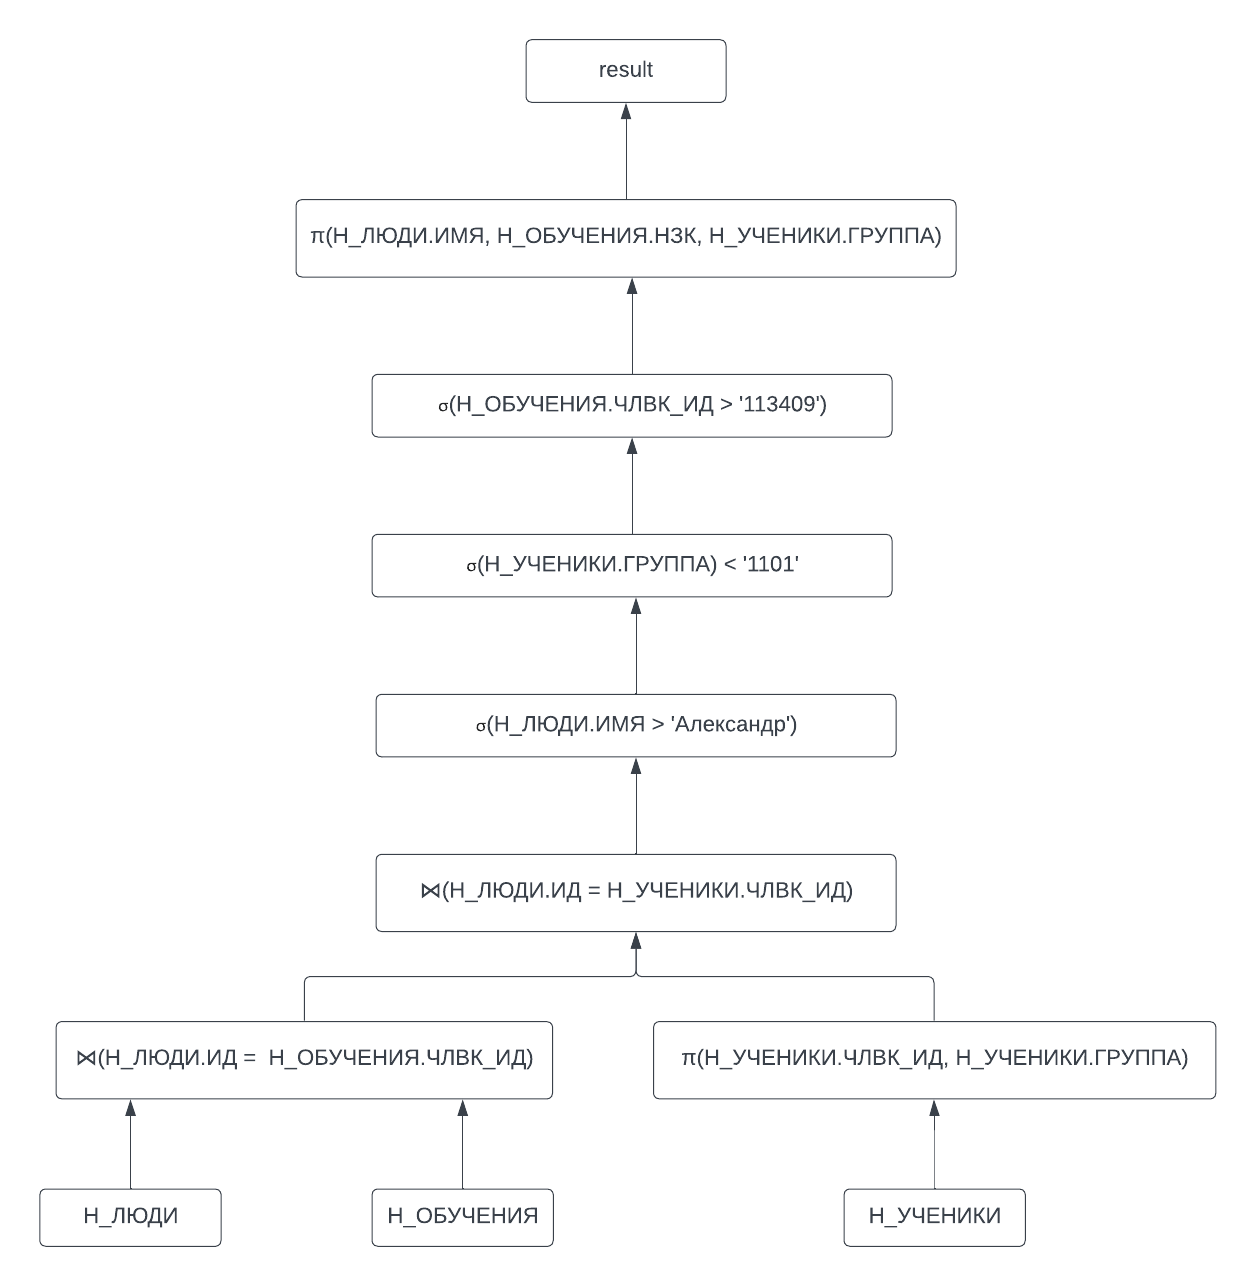 result
π(Н_ЛЮДИ.ИМЯ, Н_ОБУЧЕНИЯ.НЗК, Н_УЧЕНИКИ.ГРУППА)
σ(Н_ОБУЧЕНИЯ.ЧЛВК_ИД > '113409')
σ(Н_УЧЕНИКИ.ГРУППА) < '1101'
σ(Н_ЛЮДИ.ИМЯ > 'Александр')
⋈(Н_ЛЮДИ.ИД = Н_УЧЕНИКИ.ЧЛВК_ИД)
⋈(Н_ЛЮДИ.ИД =  Н_ОБУЧЕНИЯ.ЧЛВК_ИД)
π(Н_УЧЕНИКИ.ЧЛВК_ИД, Н_УЧЕНИКИ.ГРУППА)
Н_ЛЮДИ
Н_ОБУЧЕНИЯ
Н_УЧЕНИКИ